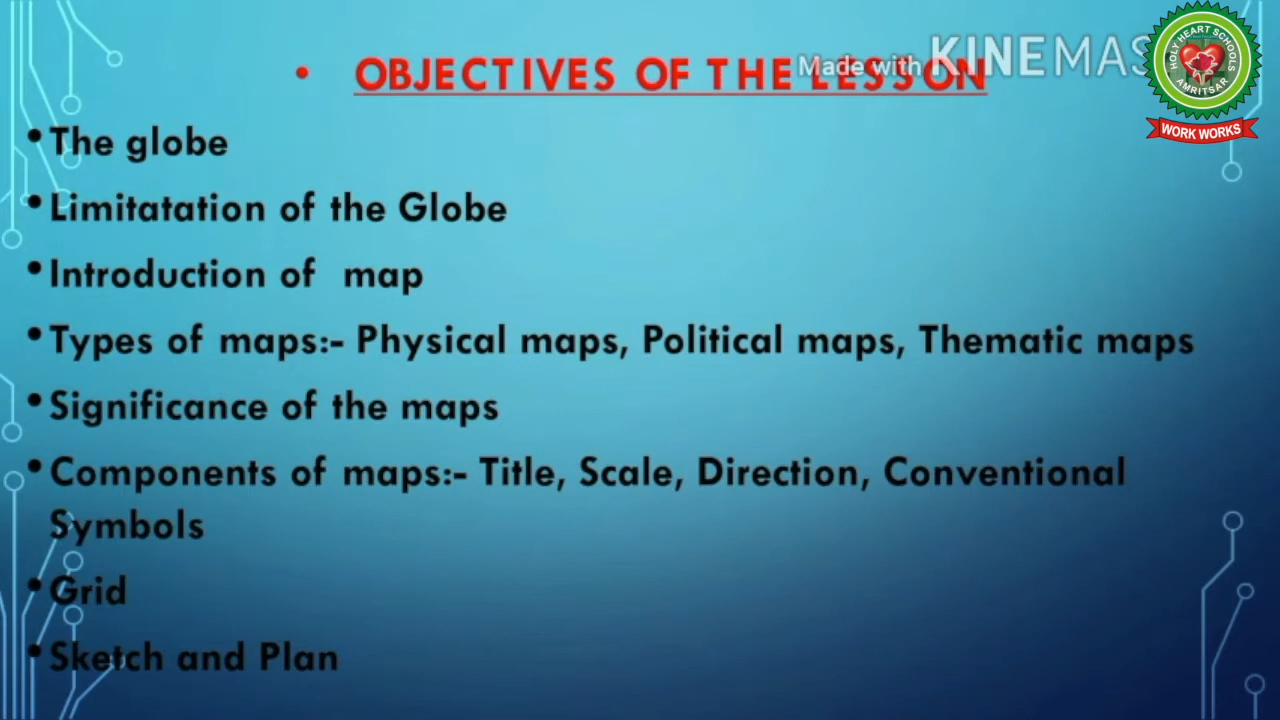 • OBJECTIVES OF THE LESSON
Made with KINEMAS
HOLY HEART SCHOOLS
AMRITSAR
WORK WORKS
• The globe
• Limitatation of the Globe
• Introduction of map
• Types of maps:- Physical maps, Political maps, Thematic maps
• Significance of the maps
• Components of maps:- Title, Scale, Direction, Conventional
Symbols
• Grid
• Sketch and Plan